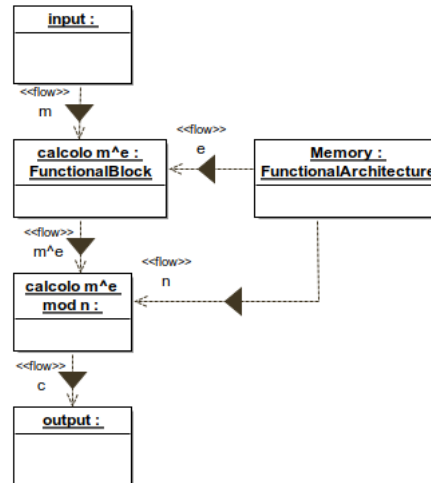 input :
<<flow>>
m
<<flow>>
e
calcolo m^e :
FunctionalBlock
Memory :
FunctionalArchitecture
<<flow>>
m^e
<<flow>>
n
calcolo m^e
mod n :
<<flow>>
c
output :